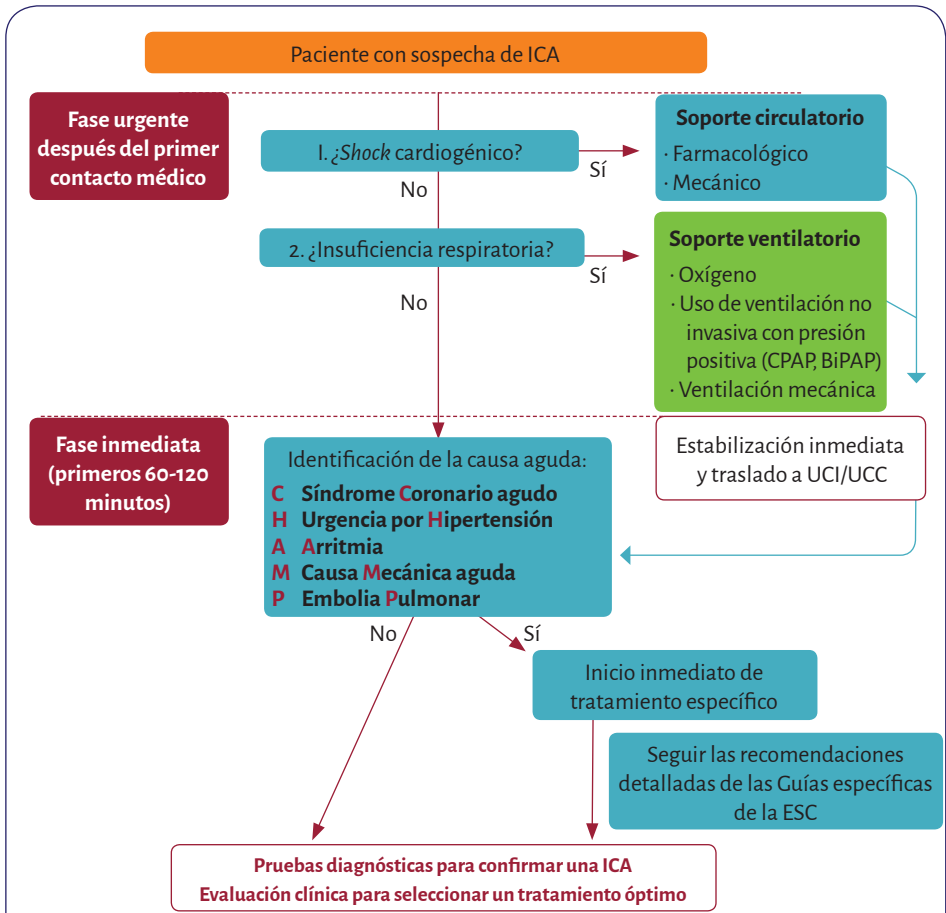 Paciente con sospecha de ICA
Fase urgente
después del primer
contacto médico
1. ¿Shock cardiogénico?
Sí
No
Soporte circulatorio
· Farmacológico
· Mecánico
2. ¿Insuficiencia respiratoria?
Sí
No
Soporte ventilatorio
· Oxígeno
· Uso de ventilación no
invasiva con presión
positiva (CPAP, BiPAP)
· Ventilación mecánica
Fase inmediata
(primeros 60-120
minutos)
Identificación de la causa aguda:
C Síndrome Coronario agudo
H Urgencia por Hipertensión
A Arritmia
M Causa Mecánica aguda
P Embolia Pulmonar
Estabilización inmediata
y traslado a UCI/UCC
No
Sí
Inicio inmediato de
tratamiento específico
Seguir las recomendaciones
detalladas de las Guías específicas
de la ESC
Pruebas diagnósticas para confirmar una ICA
Evaluación clínica para seleccionar un tratamiento óptimo